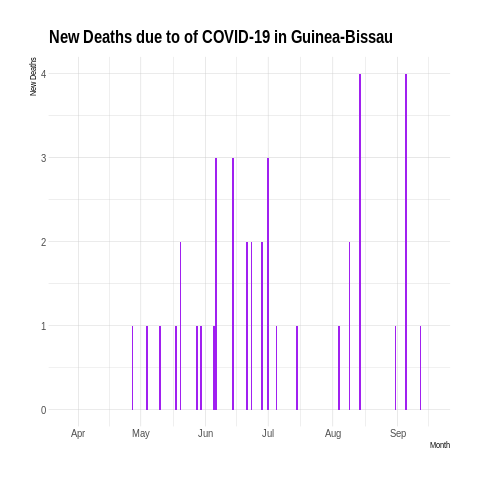 New Deaths due to of COVID-19 in Guinea-Bissau
New Deaths
4
3
2
1
0
Apr May Jun Jul Aug Sep
Month